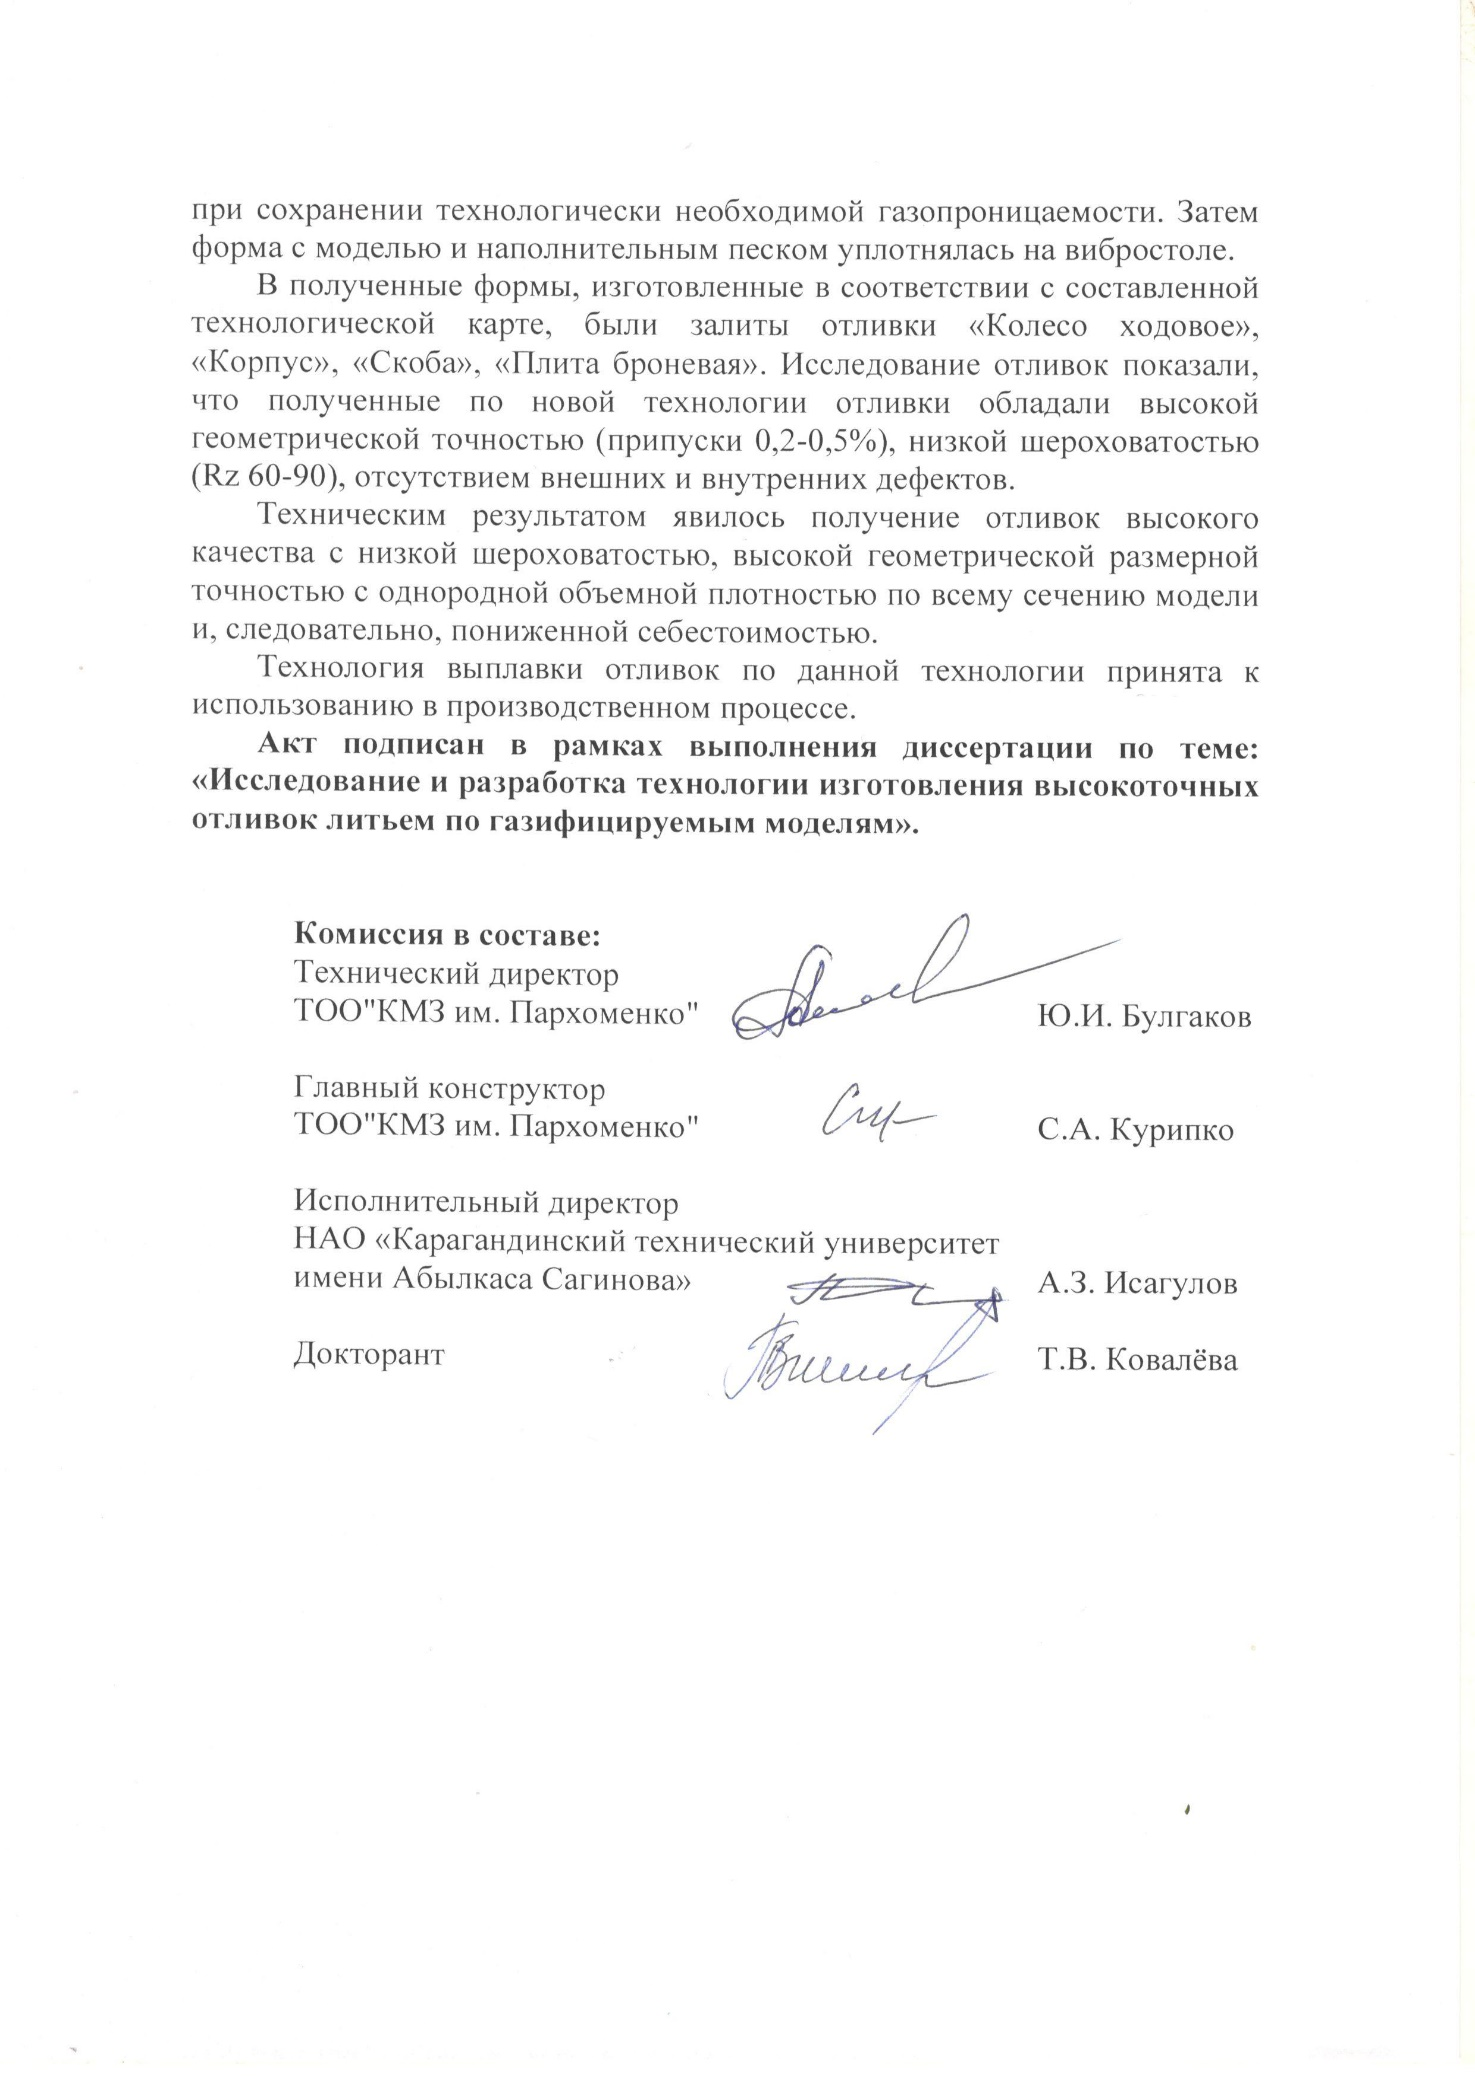 при сохранении технологически необходимой газопроницаемости. Затем
форма с моделью и наполнительным песком уплотнялась на вибростоле.
В полученные формы, изготовленные в соответствии с составленной
технологической карте, были залиты отливки «Колесо ходовое»,
«Корпус», «Скоба», «Плита броневая». Исследование отливок показали,
что полученные по новой технологии отливки обладали высокой
геометрической точностью (припуски 0,2-0,5%), низкой шероховатостью
(Rz 60-90), отсутствием внешних и внутренних дефектов.
Техническим результатом явилось получение отливок высокого
качества с низкой шероховатостью, высокой геометрической размерной
точностью с однородной объемной плотностью по всему сечению модели
и, следовательно, пониженной себестоимостью.
Технология выплавки отливок по данной технологии принята к
использованию в производственном процессе.
Акт подписан в рамках выполнения диссертации по теме:
«Исследование и разработка технологии изготовления высокоточных
отливок литьем по газифицируемым моделям».
Комиссия в составе:
Технический директор
ТОО"КМЗ им. Пархоменко" Ю.И. Булгаков
Главный конструктор
ТОО"КМЗ им. Пархоменко" С.А. Курипко
Исполнительный директор
НАО «Карагандинский технический университет
имени Абылкаса Сагинова» А.З. Исагулов
Докторант Т.В. Ковалёва